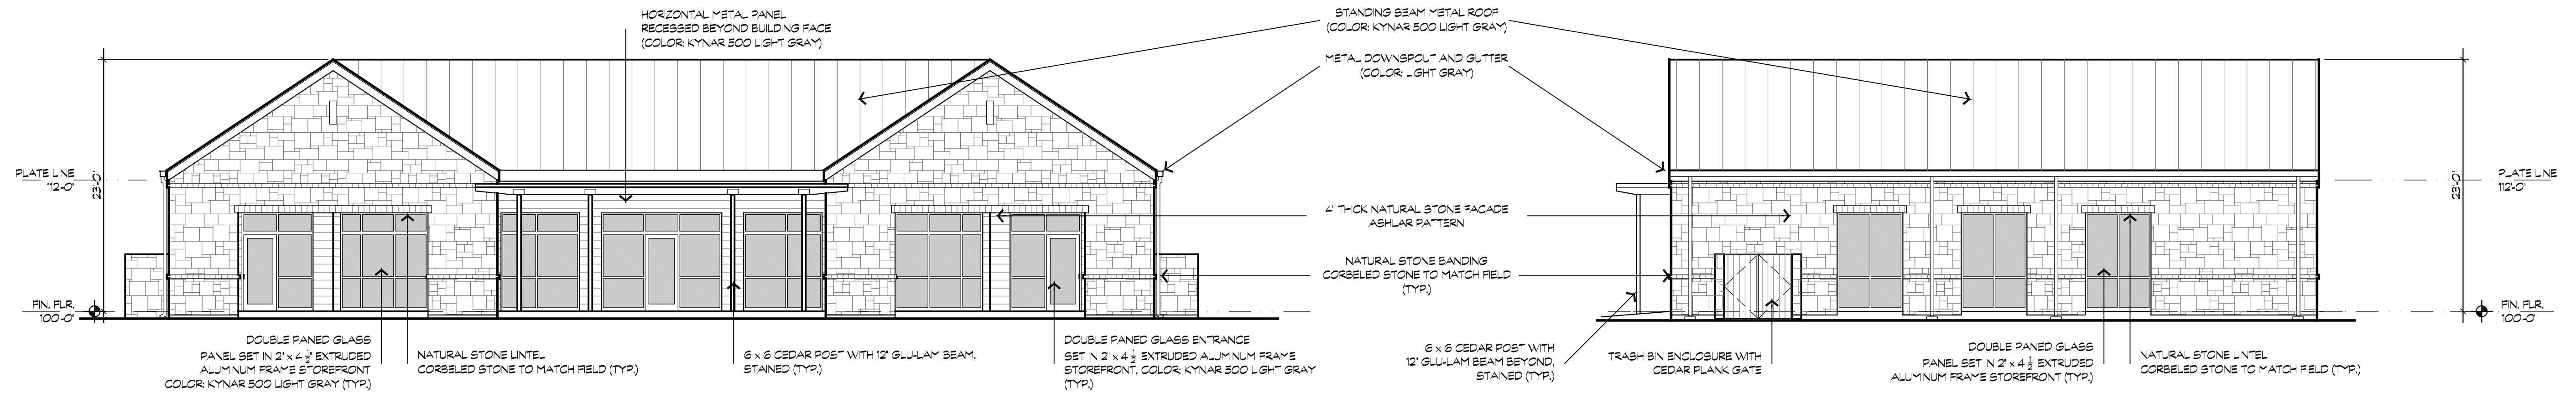 HORIZONTAL METAL PANEL
RECESSED BEYOND BUILDING FACE
(COLOR: KYNAR 500 LIGHT GRAY)
STANDING SEAM METAL ROOF
(COLOR: KYNAR 500 LIGHT GRAY)
METAL DOWNSPOUT AND GUTTER
(COLOR: LIGHT GRAY)
PLATE LINE
112'-0"
23'-0"
FIN. FLR.
100'-0"
4" THICK NATURAL STONE FACADE
ASHLAR PATTERN
NATURAL STONE BANDING
CORBELED STONE TO MATCH FIELD
(TYP.)
PLATE LINE
112'-0"
23'-0"
FIN. FLR.
100'-0"
DOUBLE PANED GLASS
PANEL SET IN 2" x 4 1/2" EXTRUDED
ALUMINUM FRAME STOREFRONT
COLOR: KYNAR 500 LIGHT GRAY (TYP.)
NATURAL STONE LINTEL
CORBELED STONE TO MATCH FIELD (TYP.)
6 x 6 CEDAR POST WITH 12" GLU-LAM BEAM,
STAINED (TYP.)
DOUBLE PANED GLASS ENTRANCE
SET IN 2" x 4 1/2" EXTRUDED ALUMINUM FRAME
STOREFRONT, COLOR: KYNAR 500 LIGHT GRAY
(TYP.)
6 x 6 CEDAR POST WITH
12" GLU-LAM BEAM BEYOND,
STAINED (TYP.)
TRASH BIN ENCLOSURE WITH
CEDAR PLANK GATE
DOUBLE PANED GLASS
PANEL SET IN 2" x 4 1/2" EXTRUDED
ALUMINUM FRAME STOREFRONT (TYP.)
NATURAL STONE LINTEL
CORBELED STONE TO MATCH FIELD (TYP.)